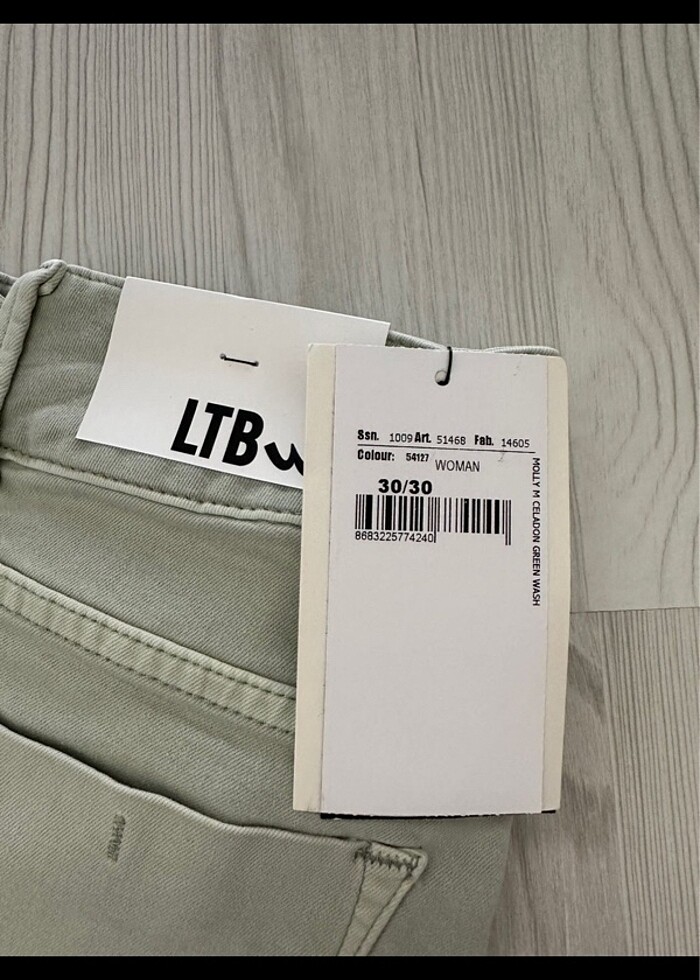 LTB
Ssn. 1009 Art. 51468 Fab. 14605
Colour: 54127 WOMAN
30/30
8683225774240
MOLLY M CELADON GREEN WASH